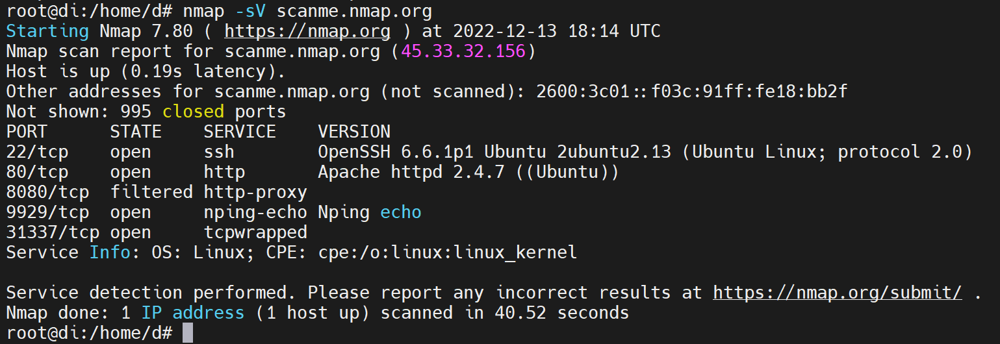 root@di:/home/d# nmap -sV scanme.nmap.org
Starting Nmap 7.80 ( https://nmap.org ) at 2022-12-13 18:14 UTC
Nmap scan report for scanme.nmap.org (45.33.32.156)
Host is up (0.19s latency).
Other addresses for scanme.nmap.org (not scanned): 2600:3c01::f03c:91ff:fe18:bb2f
Not shown: 995 closed ports
PORT      STATE    SERVICE    VERSION
22/tcp    open     ssh        OpenSSH 6.6.1p1 Ubuntu 2ubuntu2.13 (Ubuntu Linux; protocol 2.0)
80/tcp    open     http       Apache httpd 2.4.7 ((Ubuntu))
8080/tcp  filtered http-proxy
9929/tcp  open     nping-echo Nping echo
31337/tcp open     tcpwrapped
Service Info: OS: Linux; CPE: cpe:/o:linux:linux_kernel

Service detection performed. Please report any incorrect results at https://nmap.org/submit/ .
Nmap done: 1 IP address (1 host up) scanned in 40.52 seconds
root@di:/home/d#